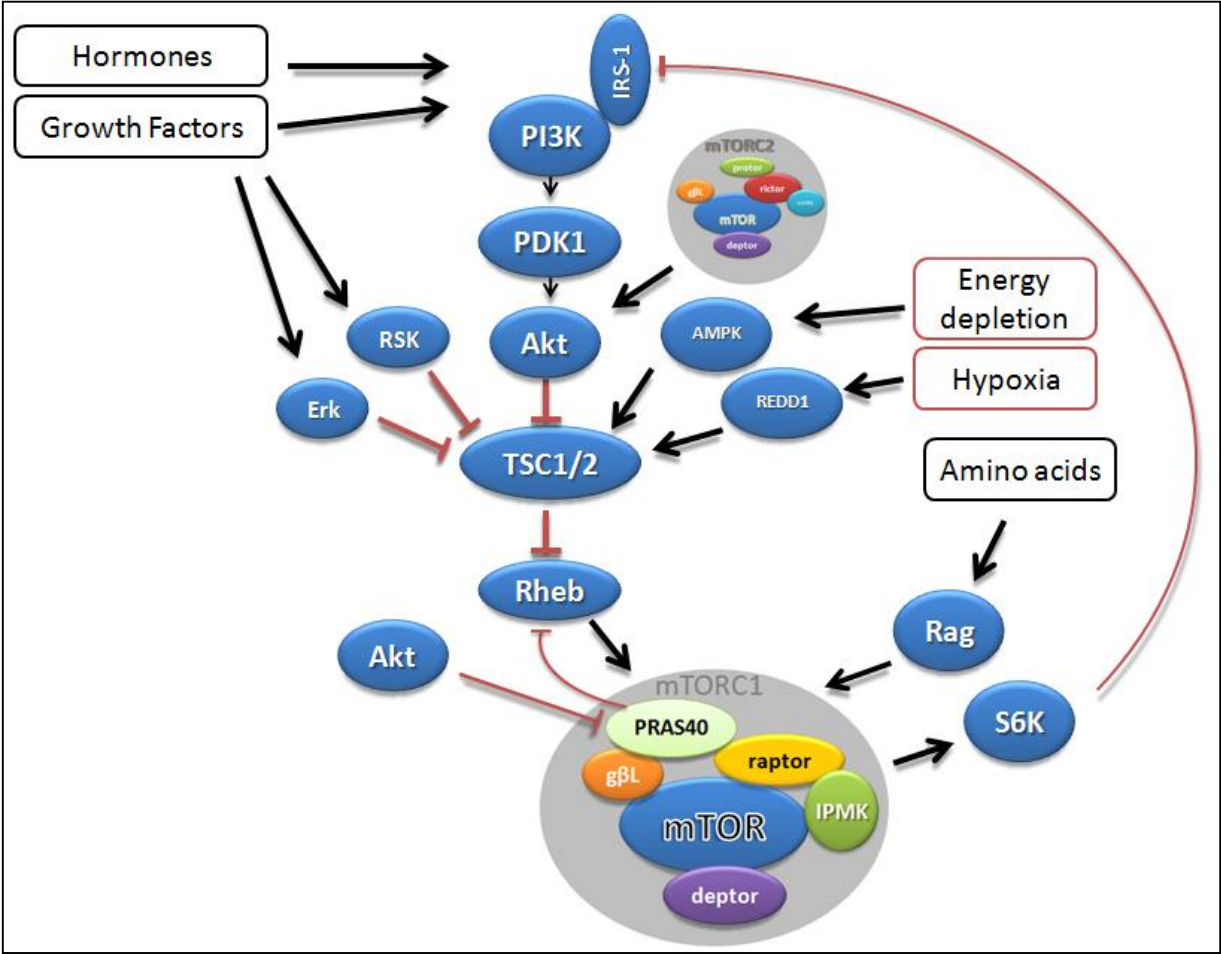 Hormones
Growth Factors
IRS-1
PI3K
mTORC2
protor
gβL
rictor
mTOR
deptor
PDK1
Energy
depletion
RSK
Akt
AMPK
Hypoxia
Erk
REDD1
TSC1/2
Amino acids
Rheb
Rag
Akt
mTORC1
PRAS40
S6K
raptor
gβL
IPMK
mTOR
deptor